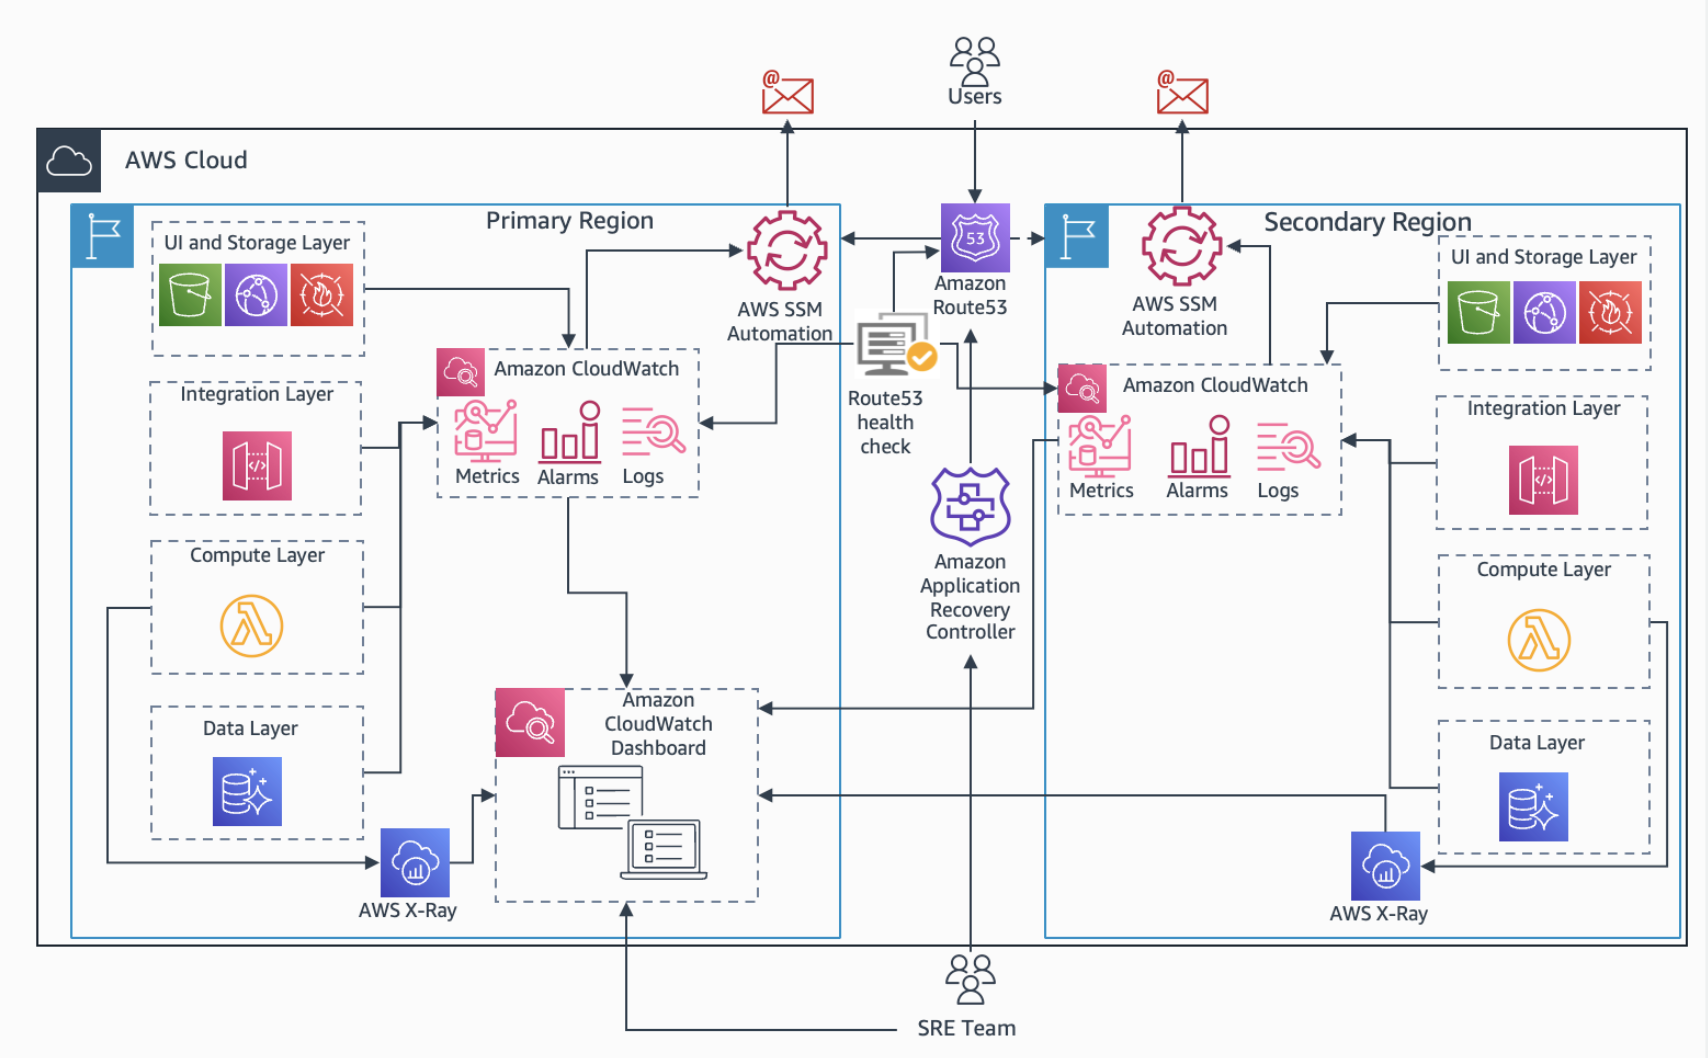 @
@
Users
AWS Cloud
Primary Region
UI and Storage Layer
AWS SSM
Automation
Amazon CloudWatch
Metrics
Alarms
Logs
Integration Layer
</>
Compute Layer
Data Layer
AWS X-Ray
Amazon
CloudWatch
Dashboard
53
Amazon
Route53
Route53
health
check
Amazon
Application
Recovery
Controller
SRE Team
Secondary Region
AWS SSM
Automation
UI and Storage Layer
Amazon CloudWatch
Metrics
Alarms
Logs
Integration Layer
</>
Compute Layer
Data Layer
AWS X-Ray